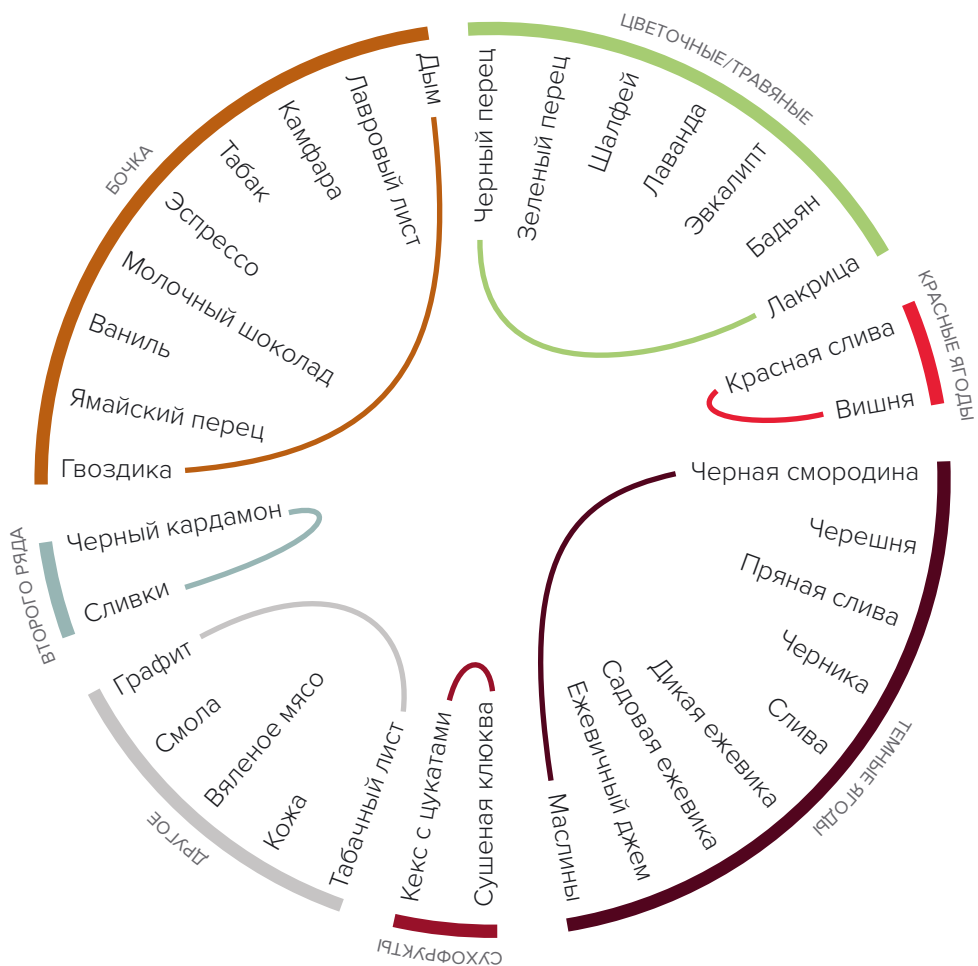 ЦВЕТОЧНЫЕ/ТРАВЯНЫЕ
Черный перец
Зеленый перец
Шалфей
Лаванда
Эвкалипт
Бадьян
Лакрица
КРАСНЫЕ ЯГОДЫ
Красная слива
Вишня
ТЕМНЫЕ ЯГОДЫ
Черная смородина
Черешня
Пряная слива
Черника
Слива
Дикая ежевика
Садовая ежевика
Ежевичный джем
Маслины
СУХОФРУКТЫ
Сушеная клюква
Кекс с цукатами
ДРУГОЕ
Табачный лист
Кожа
Вяленое мясо
Смола
Графит
ВТОРОГО РЯДА
Сливки
Черный кардамон
БОЧКА
Гвоздика
Ямайский перец
Ваниль
Молочный шоколад
Эспрессо
Табак
Камфара
Лавровый лист
Дым